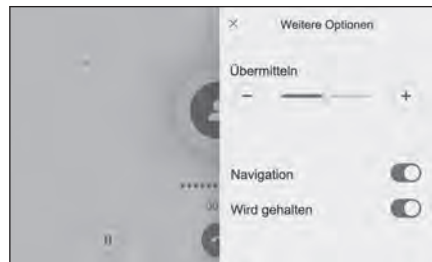 × Weitere Optionen
Übermitteln
− +
Navigation
Wird gehalten